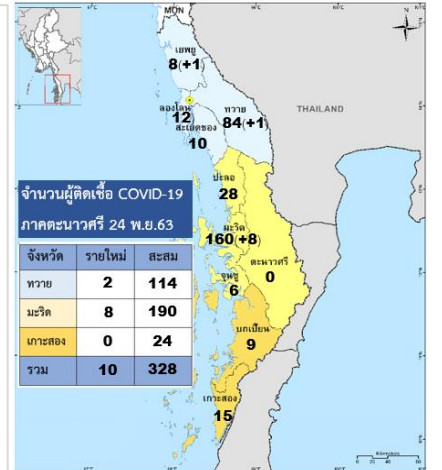 MON
เยพยู
8(+1)
ลองโลน
12
ทวาย
84(+1)
THAILAND
สะเยดชอง
10
ปะลอ
28
มะริด
160(+8)
ตะนาวศรี
0
จุนซู
6
บกเปี้ยน
9
เกาะสอง
15
จำนวนผู้ติดเชื้อ COVID-19
ภาคตะนาวศรี 24 พ.ย.63
จังหวัด รายใหม่ สะสม
ทวาย 2 114
มะริด 8 190
เกาะสอง 0 24
รวม 10 328
Kilometers